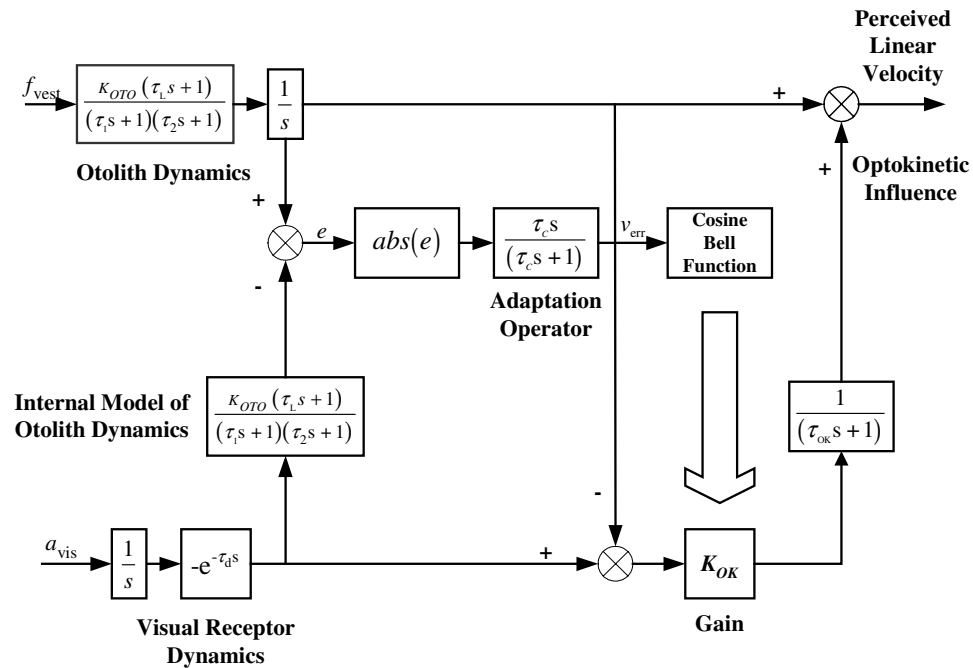 Perceived
Linear
Velocity
f_vest
K_OTO (τ_L s + 1)
(τ_1 s + 1)(τ_2 s + 1)
1
s
+
Otolith Dynamics
+
Optokinetic
Influence
+
e
abs(e)
τ_c s
(τ_c s + 1)
v_err
Cosine
Bell
Function
-
Adaptation
Operator
Internal Model of
Otolith Dynamics
K_OTO (τ_L s + 1)
(τ_1 s + 1)(τ_2 s + 1)
1
(τ_OK s + 1)
-
a_vis
1
s
-e^{-τ_d s}
+
K_OK
Visual Receptor
Dynamics
Gain